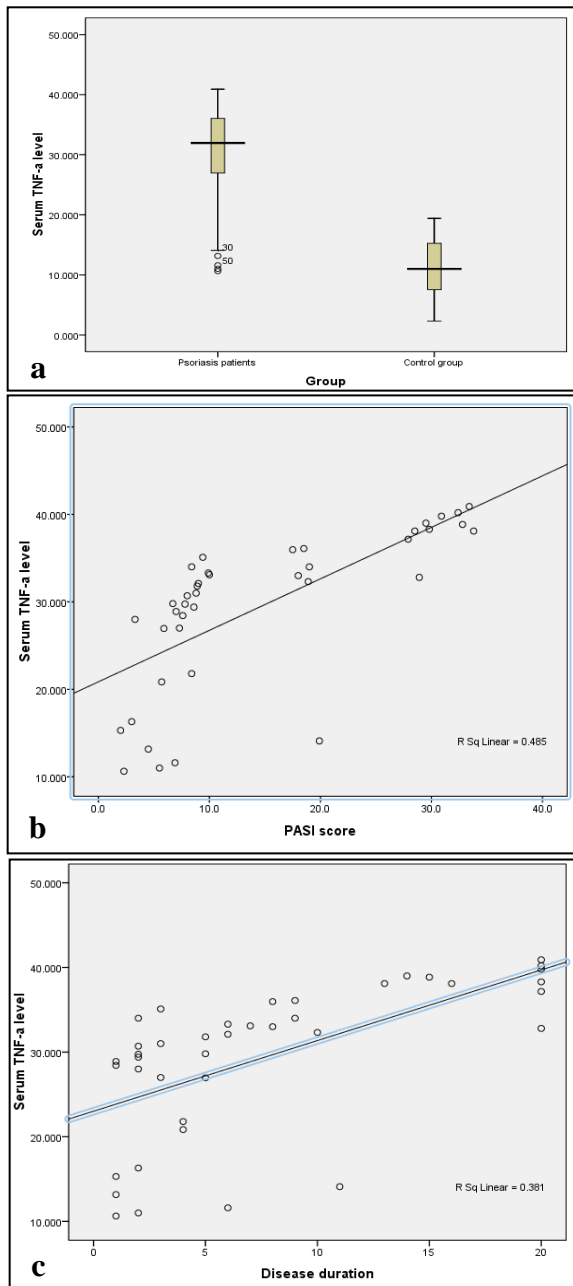 50.000
40.000
30.000
20.000
10.000
0.000
Serum TNF-a level
30
50
Psoriasis patients Control group
Group
a
50.000
40.000
30.000
20.000
10.000
Serum TNF-a level
R Sq Linear = 0.485
0.0 10.0 20.0 30.0 40.0
PASI score
b
50.000
40.000
30.000
20.000
10.000
Serum TNF-a level
R Sq Linear = 0.381
0 5 10 15 20
Disease duration
c